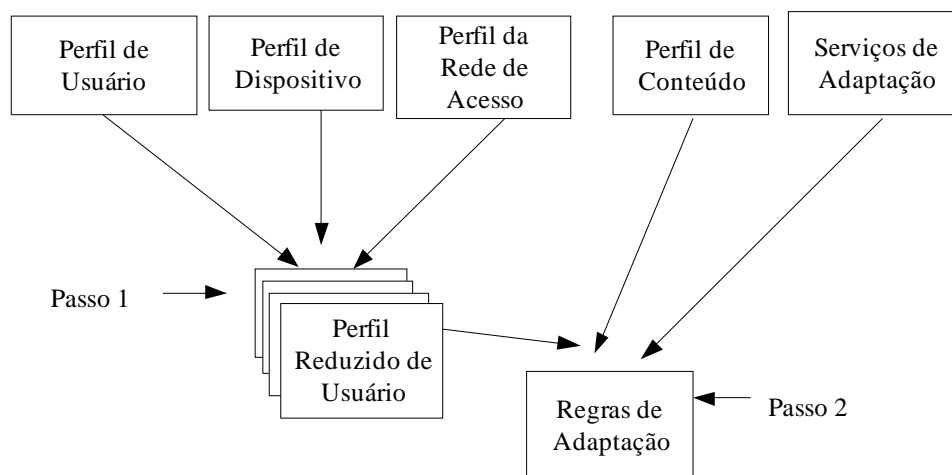 Perfil de
Usuário
Perfil de
Dispositivo
Perfil da
Rede de
Acesso
Perfil de
Conteúdo
Serviços de
Adaptação
Passo 1
Perfil
Reduzido de
Usuário
Regras de
Adaptação
Passo 2